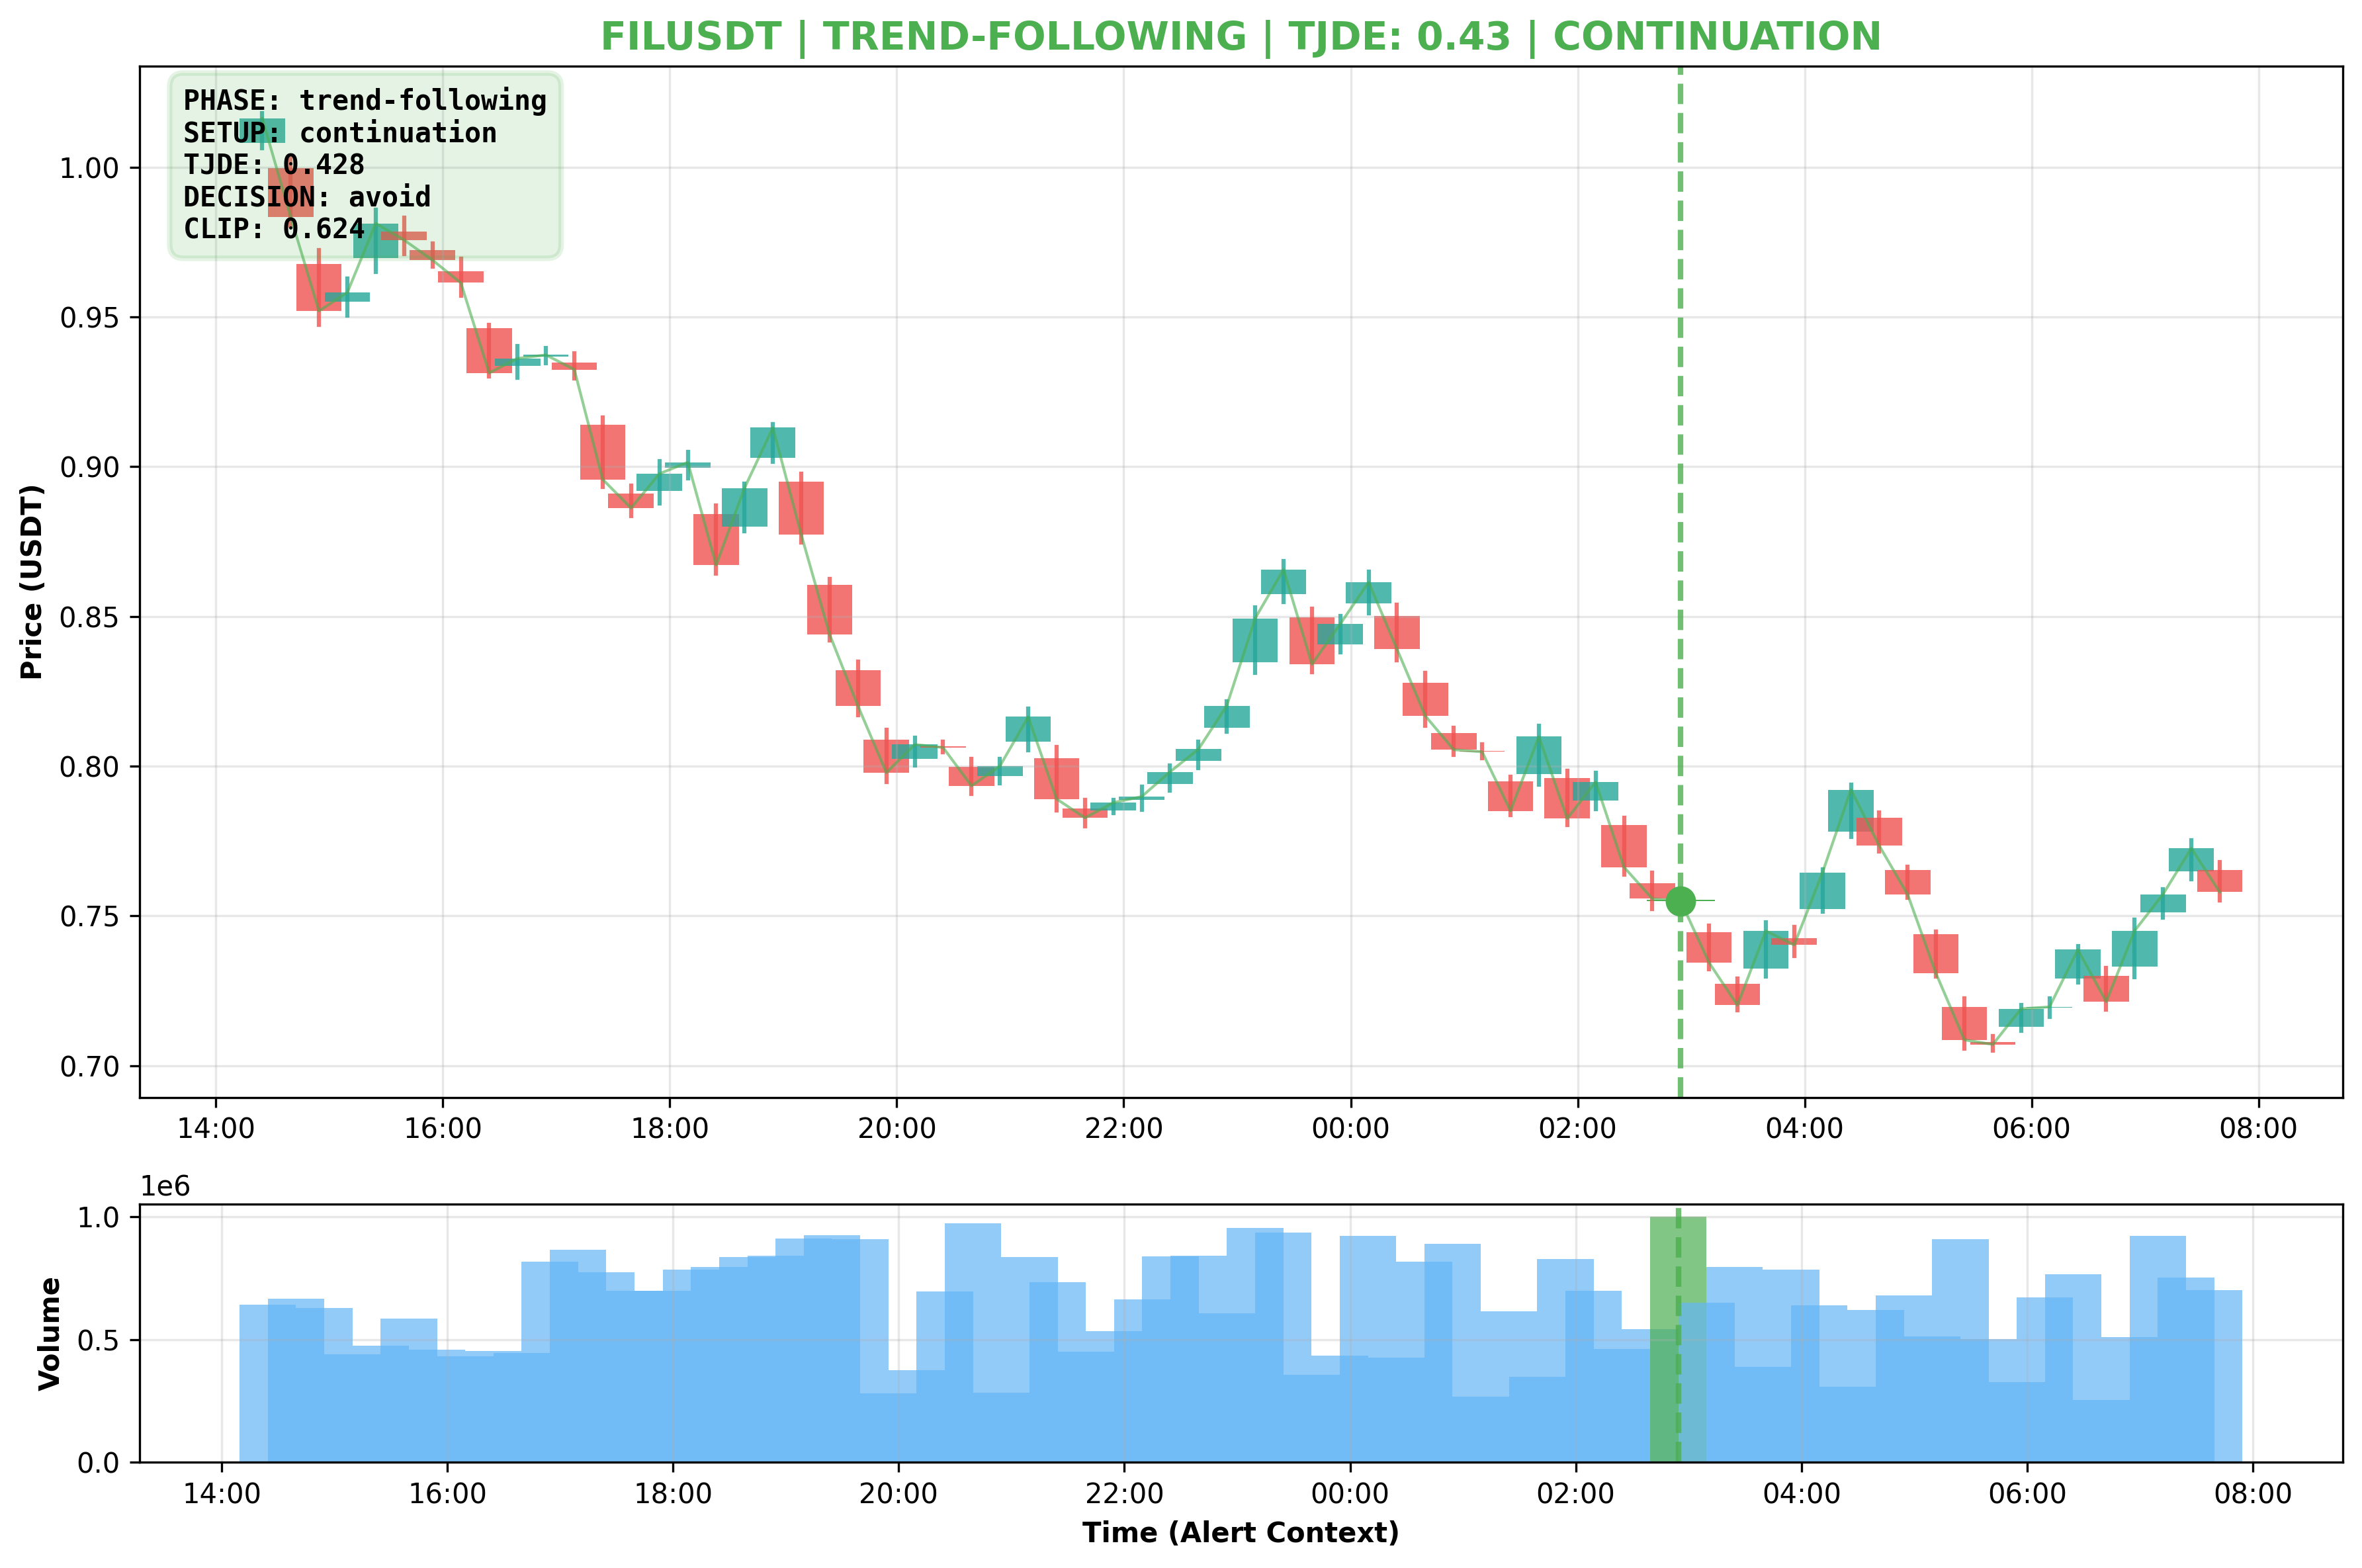 FILUSDT | TREND-FOLLOWING | TJDE: 0.43 | CONTINUATION
PHASE: trend-following
SETUP: continuation
TJDE: 0.428
DECISION: avoid
CLIP: 0.624
Price (USDT)
1.00
0.95
0.90
0.85
0.80
0.75
0.70
14:00 16:00 18:00 20:00 22:00 00:00 02:00 04:00 06:00 08:00
1e6
Volume
1.0
0.5
0.0
14:00 16:00 18:00 20:00 22:00 00:00 02:00 04:00 06:00 08:00
Time (Alert Context)